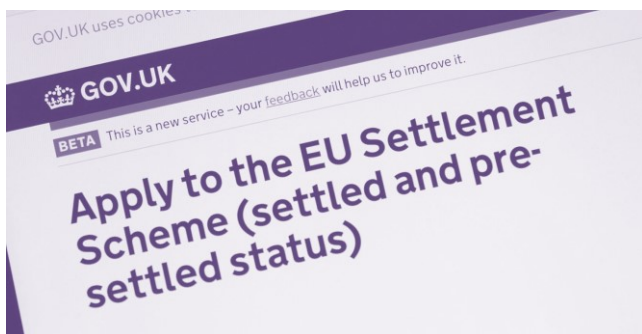 GOV.UK uses cookies
GOV.UK
BETA This is a new service – your feedback will help us to improve it.
Apply to the EU Settlement
Scheme (settled and pre-
settled status)